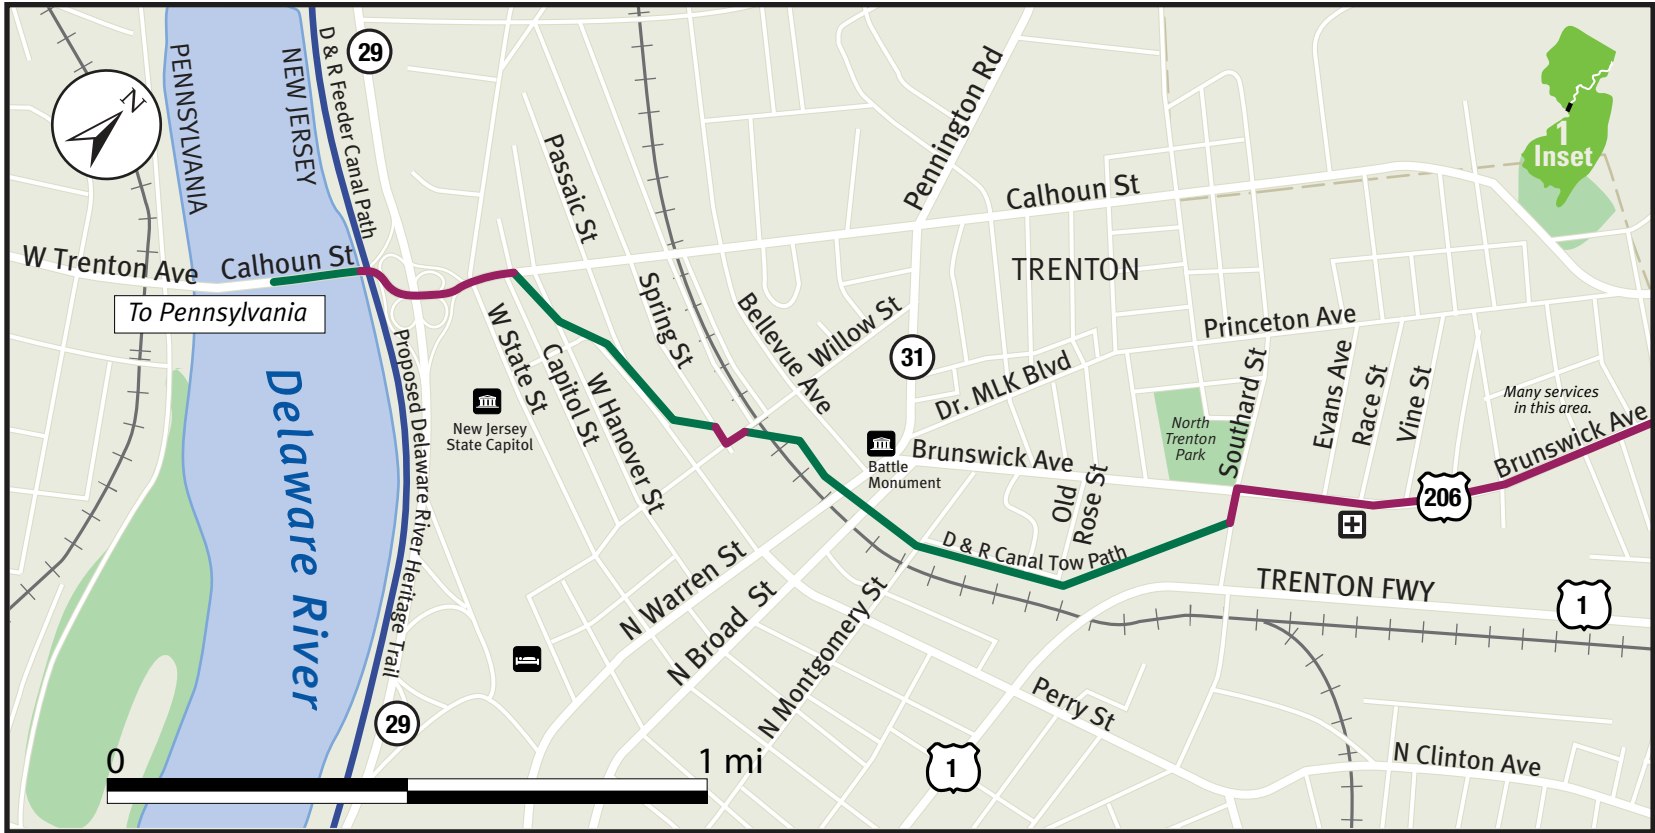 N
PENNSYLVANIA
NEW JERSEY
D & R Feeder Canal Path
29
Passaic St
Pennington Rd
Calhoun St
1
Inset
W Trenton Ave
Calhoun St
To Pennsylvania
TRENTON
Spring St
Bellevue Ave
Willow St
31
Princeton Ave
Dr. MLK Blvd
W State St
Capitol St
W Hanover St
Proposed Delaware River Heritage Trail
Delaware River
New Jersey
State Capitol
Battle
Monument
Brunswick Ave
Old
Rose St
North
Trenton
Park
Southard St
Evans Ave
Race St
Vine St
Many services
in this area.
Brunswick Ave
206
D & R Canal Tow Path
TRENTON FWY
1
N Warren St
N Broad St
N Montgomery St
Perry St
N Clinton Ave
29
1
0
1 mi